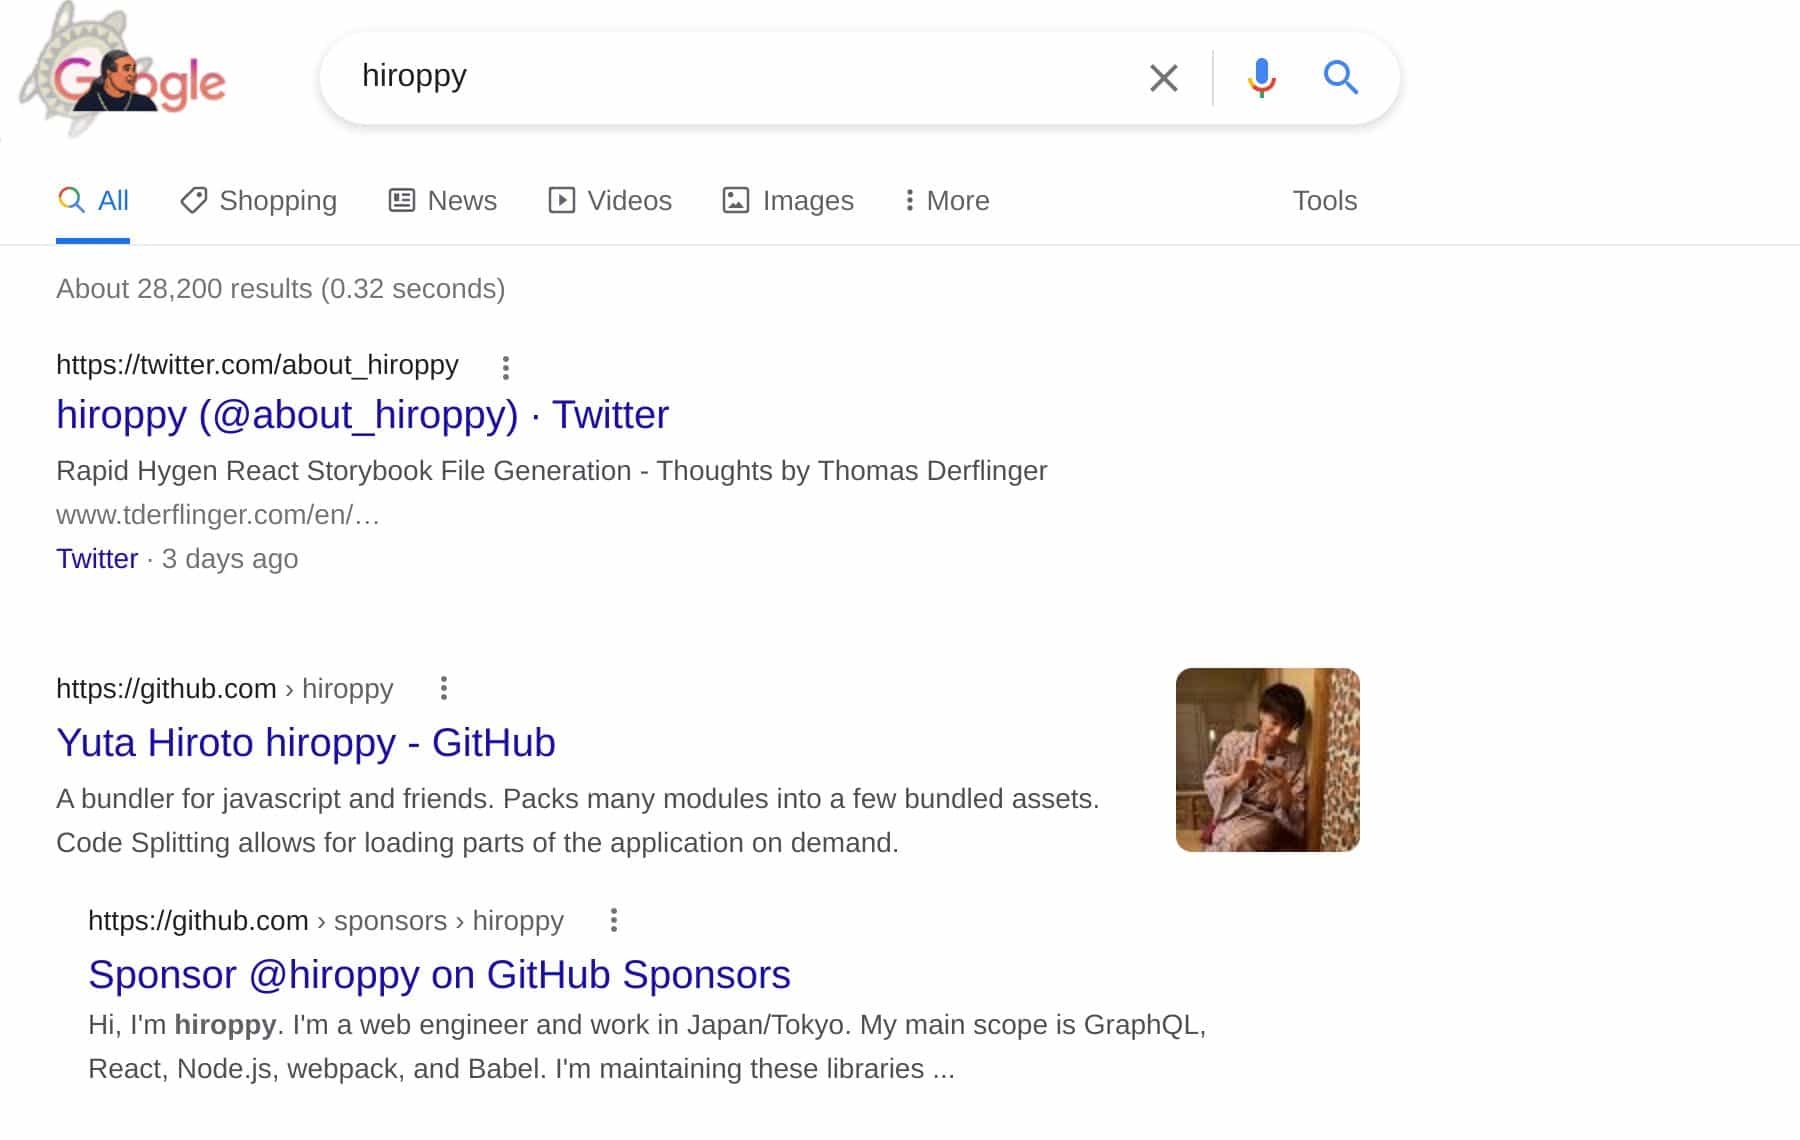 Google
hiroppy
All
Shopping
News
Videos
Images
More
Tools
About 28,200 results (0.32 seconds)
https://twitter.com/about_hiroppy
hiroppy (@about_hiroppy) · Twitter
Rapid Hygen React Storybook File Generation - Thoughts by Thomas Derflinger
www.tderflinger.com/en/…
Twitter · 3 days ago
https://github.com › hiroppy
Yuta Hiroto hiroppy - GitHub
A bundler for javascript and friends. Packs many modules into a few bundled assets.
Code Splitting allows for loading parts of the application on demand.
https://github.com › sponsors › hiroppy
Sponsor @hiroppy on GitHub Sponsors
Hi, I'm hiroppy. I'm a web engineer and work in Japan/Tokyo. My main scope is GraphQL,
React, Node.js, webpack, and Babel. I'm maintaining these libraries ...